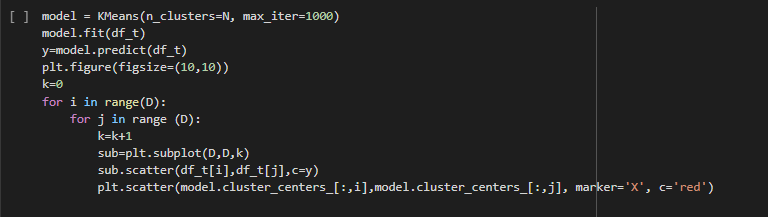 [ ] model = KMeans(n_clusters=N, max_iter=1000)
model.fit(df_t)
y=model.predict(df_t)
plt.figure(figsize=(10,10))
k=0
for i in range(D):
    for j in range (D):
        k=k+1
        sub=plt.subplot(D,D,k)
        sub.scatter(df_t[i],df_t[j],c=y)
        plt.scatter(model.cluster_centers_[:,i],model.cluster_centers_[:,j], marker='X', c='red')